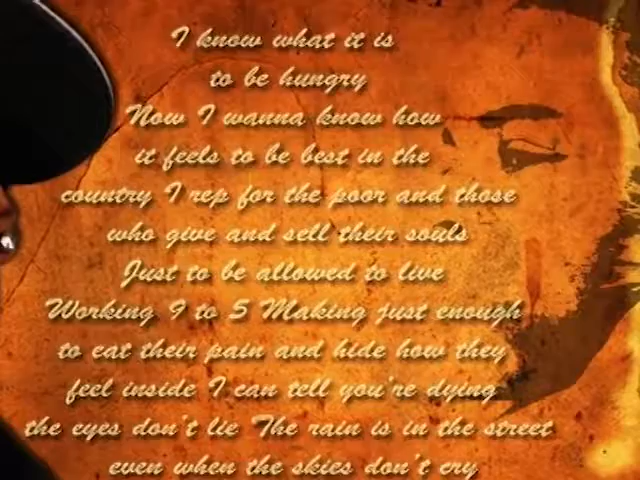 I know what it is
to be hungry
Now I wanna know how
it feels to be best in the
country I rep for the poor and those
who give and sell their souls
Just to be allowed to live
Working 9 to 5 Making just enough
to eat their pain and hide how they
feel inside I can tell you're dying
the eyes don't lie The rain is in the street
even when the skies don't cry